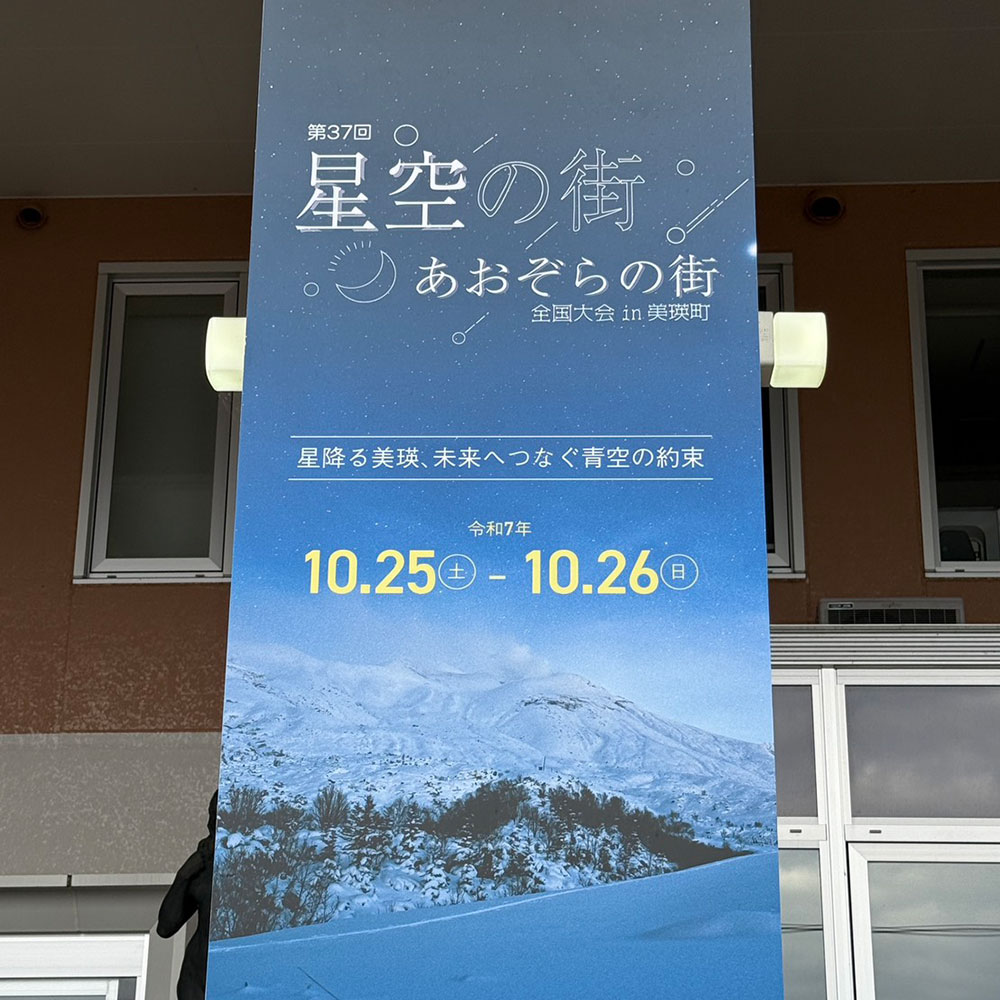 第37回
星空の街
あおぞらの街
全国大会 in 美瑛町
星降る美瑛、未来へつなぐ青空の約束
令和7年
10.25土 - 10.26日